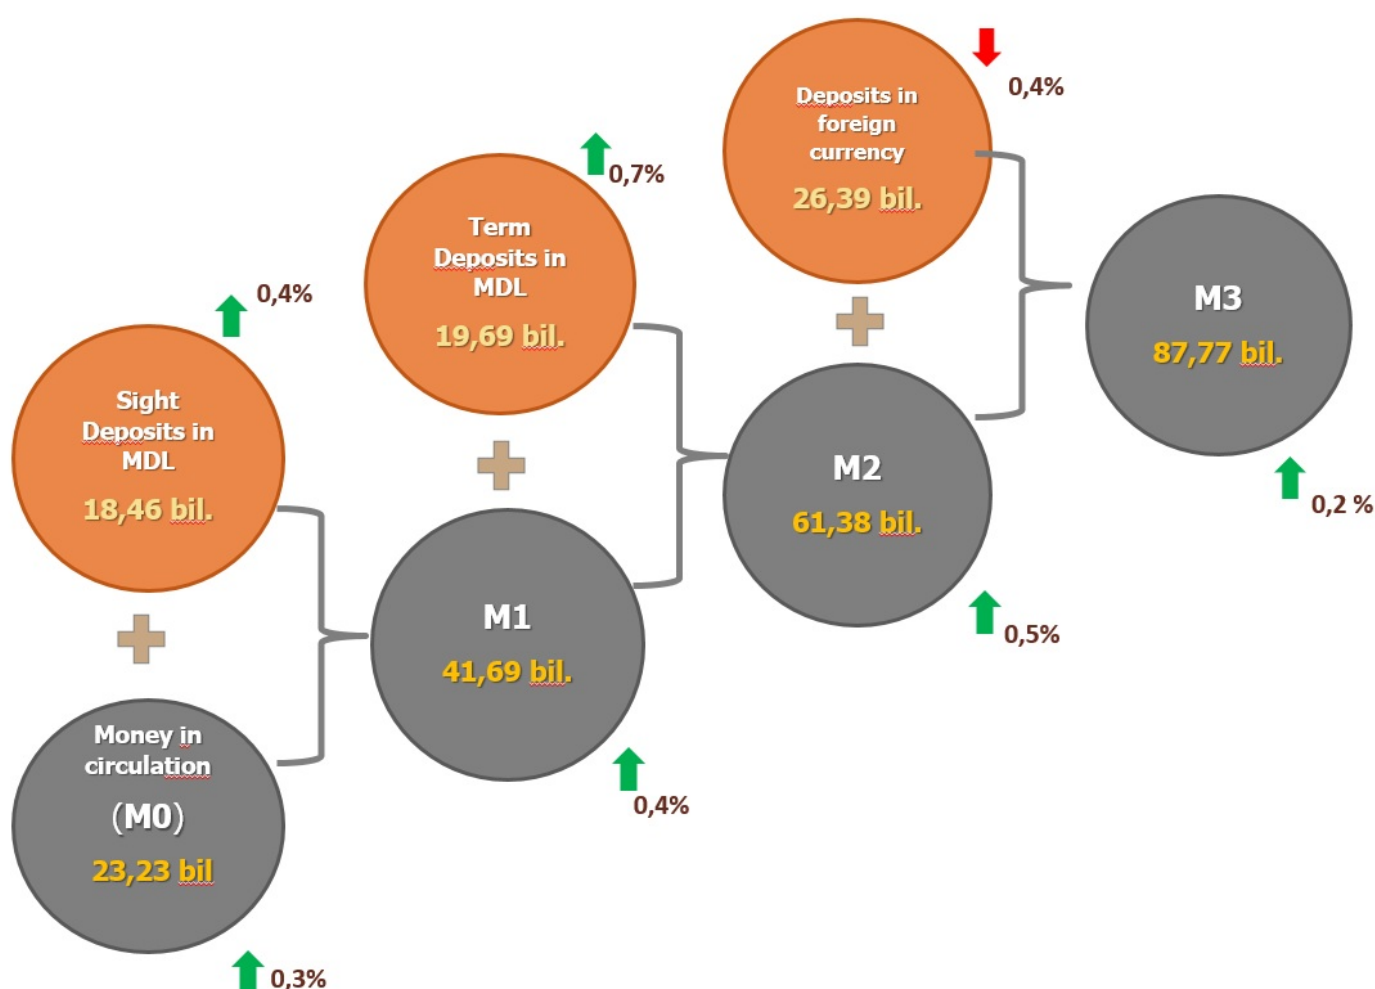 Sight
Deposits in
MDL
18,46 bil.
0,4%
Money in
circulation
(M0)
23,23 bil
0,3%
Term
Deposits in
MDL
19,69 bil.
0,7%
M1
41,69 bil.
0,4%
Deposits in
foreign
currency
26,39 bil.
0,4%
M2
61,38 bil.
0,5%
M3
87,77 bil.
0,2 %